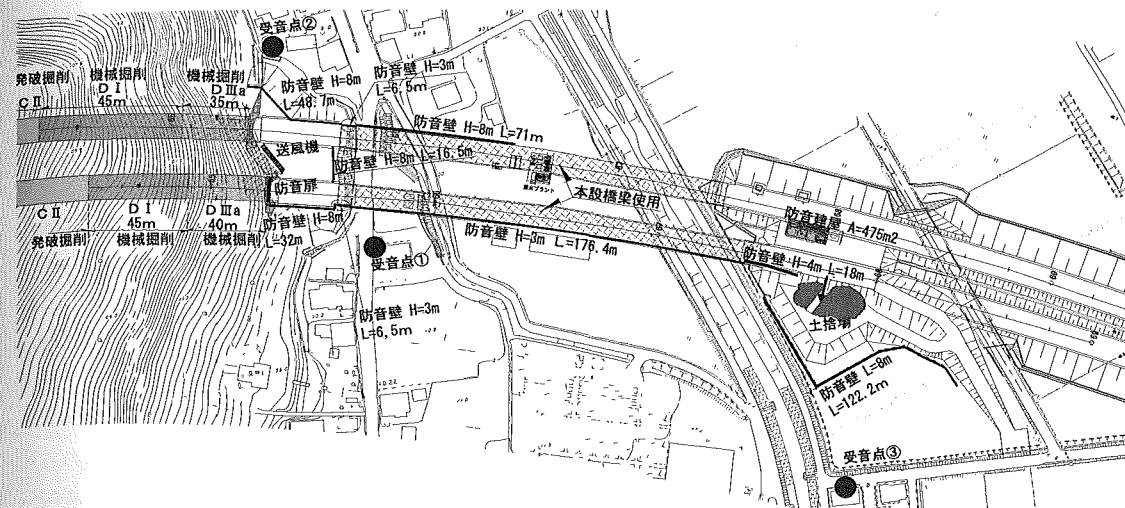 受音点②
発破掘削 機械掘削 機械掘削
CⅡ DⅠ DⅢa
45m 35m
防音壁 H=8m
L=48.7m
防音壁 H=3m
L=6,5m
防音壁 H=8m L=71m
送風機
防音壁 H=8m L=16,5m
防音扉
本設橋梁使用
CⅡ DⅠ DⅢa
45m 40m
発破掘削 機械掘削 機械掘削
防音壁 H=8m
L=32m
受音点①
防音壁 H=3m L=176,4m
防音建屋 A=475m2
防音壁 H=4m L=18m
土捨場
防音壁 H=3m
L=6,5m
防音壁 L=8m
L=122.2m
受音点③